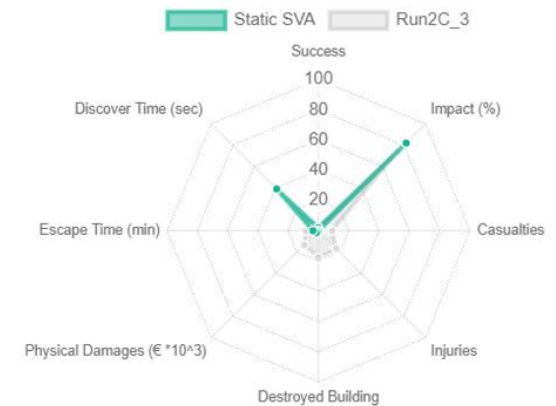 Static SVA Run2C_3
Success
100
Discover Time (sec) Impact (%)
80
60
40
20
Escape Time (min) Casualties
Physical Damages (€ *10^3) Injuries
Destroyed Building